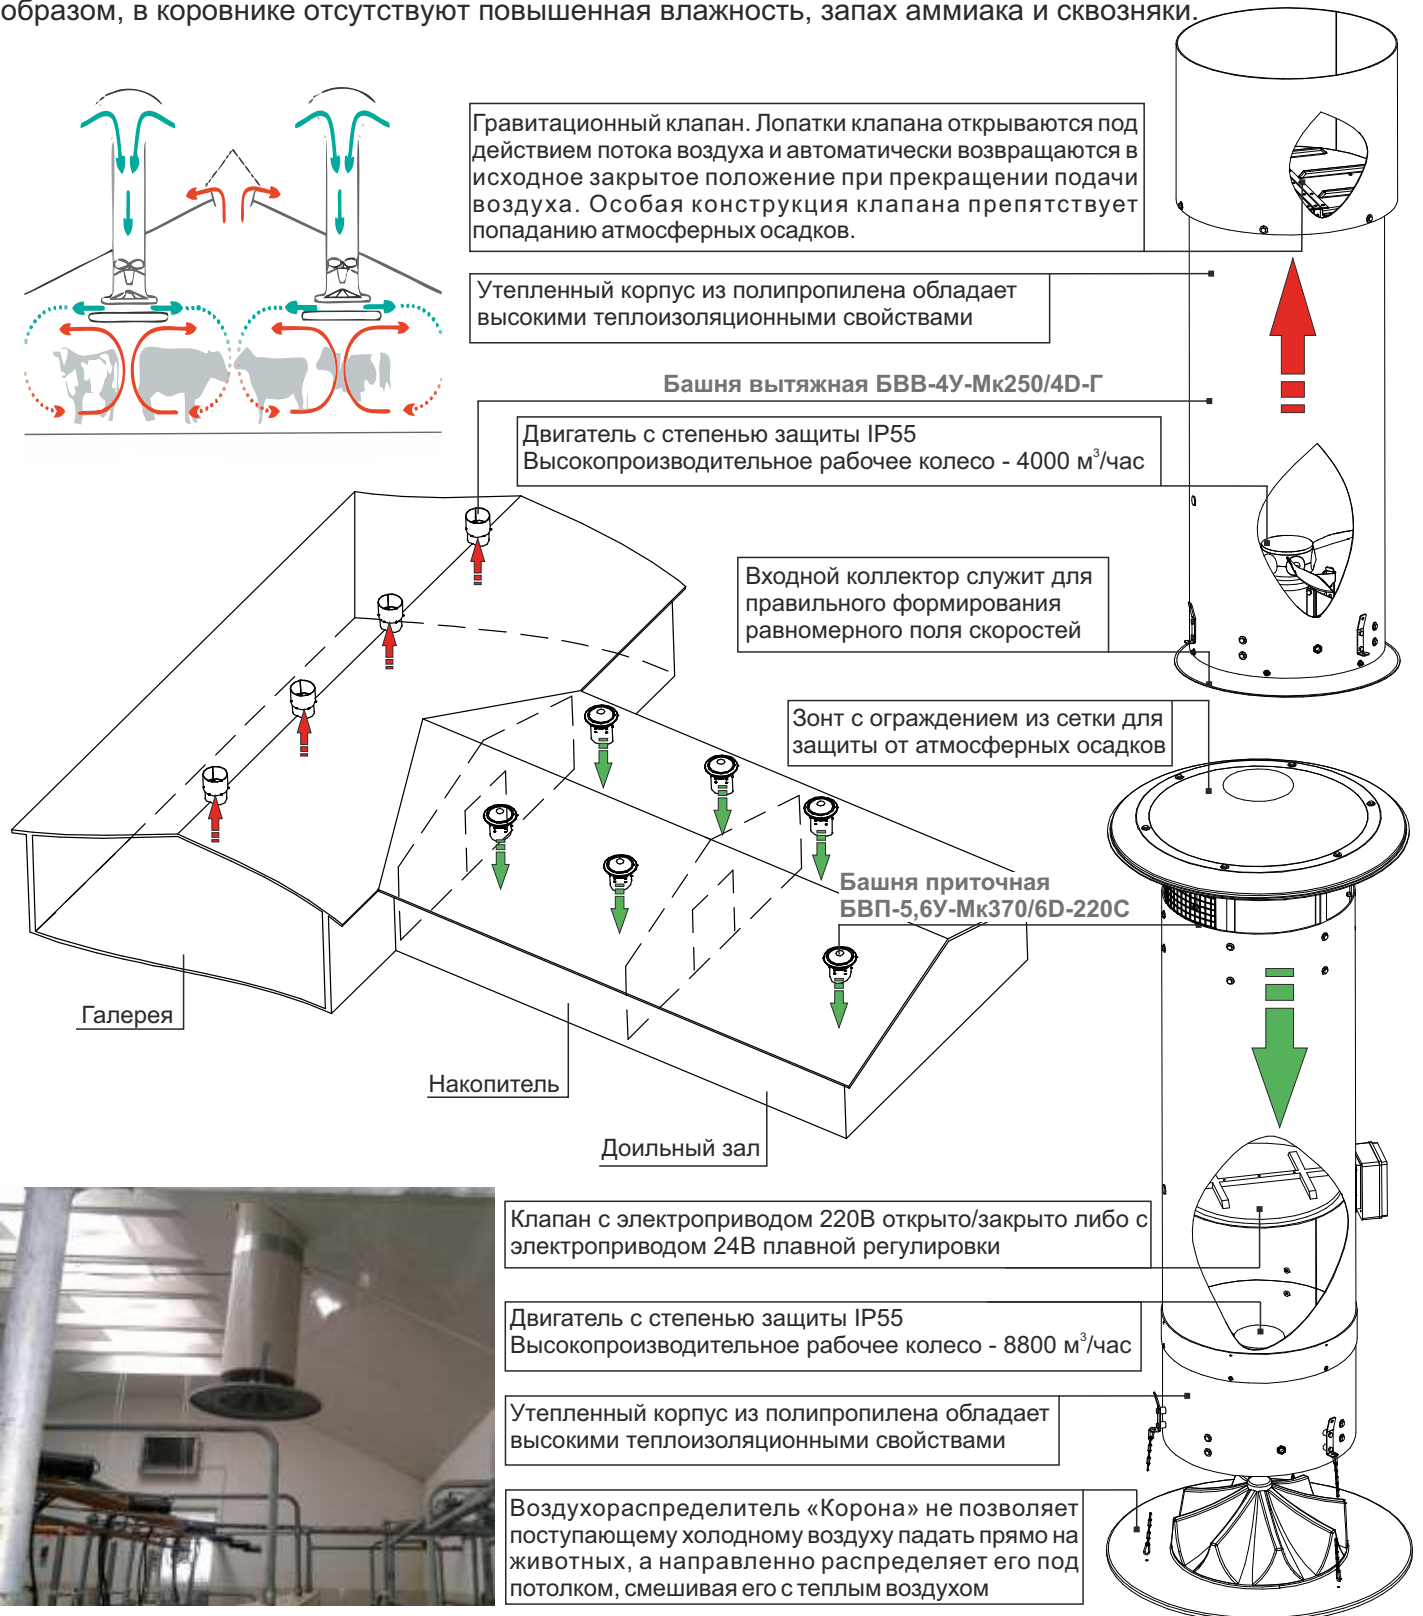 образом, в коровнике отсутствуют повышенная влажность, запах аммиака и сквозняки.
Гравитационный клапан. Лопатки клапана открываются под
действием потока воздуха и автоматически возвращаются в
исходное закрытое положение при прекращении подачи
воздуха. Особая конструкция клапана препятствует
попаданию атмосферных осадков.
Утепленный корпус из полипропилена обладает
высокими теплоизоляционными свойствами
Башня вытяжная БВВ-4У-Мк250/4D-Г
Двигатель с степенью защиты IP55
Высокопроизводительное рабочее колесо - 4000 м³/час
Входной коллектор служит для
правильного формирования
равномерного поля скоростей
Зонт с ограждением из сетки для
защиты от атмосферных осадков
Башня приточная
БВП-5,6У-Мк370/6D-220С
Галерея
Накопитель
Доильный зал
Клапан с электроприводом 220В открыто/закрыто либо с
электроприводом 24В плавной регулировки
Двигатель с степенью защиты IP55
Высокопроизводительное рабочее колесо - 8800 м³/час
Утепленный корпус из полипропилена обладает
высокими теплоизоляционными свойствами
Воздухораспределитель «Корона» не позволяет
поступающему холодному воздуху падать прямо на
животных, а направленно распределяет его под
потолком, смешивая его с теплым воздухом